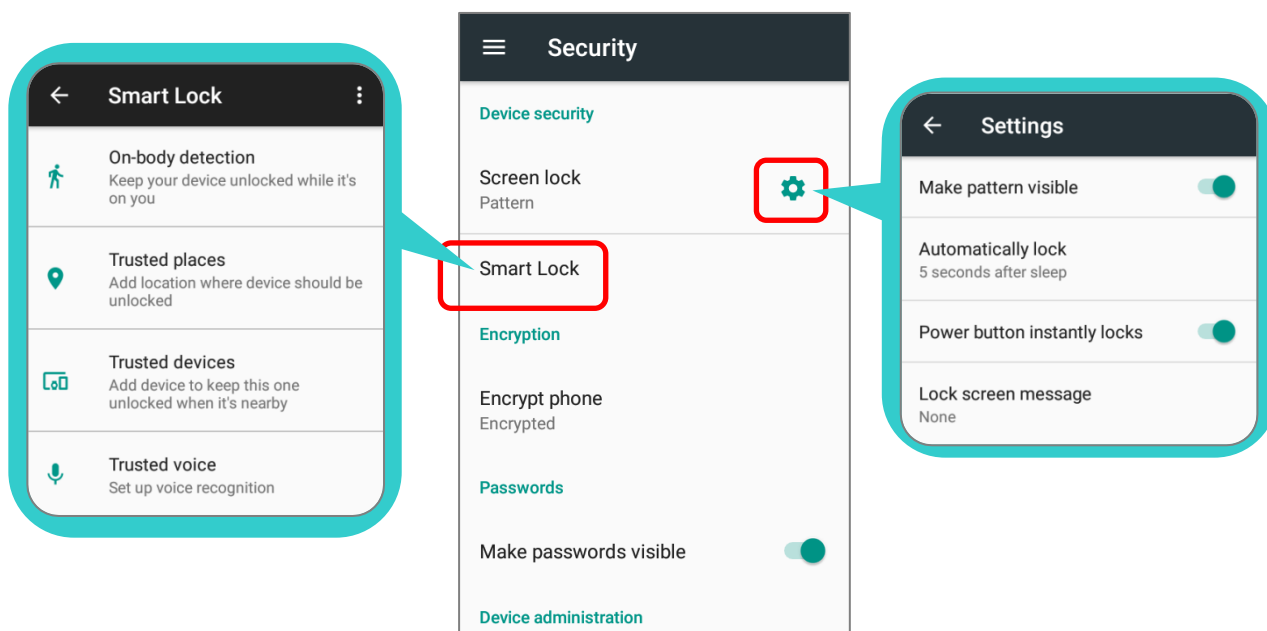 Smart Lock
On-body detection
Keep your device unlocked while it's
on you
Trusted places
Add location where device should be
unlocked
Trusted devices
Add device to keep this one
unlocked when it's nearby
Trusted voice
Set up voice recognition
Security
Device security
Screen lock
Pattern
Smart Lock
Encryption
Encrypt phone
Encrypted
Passwords
Make passwords visible
Device administration
Settings
Make pattern visible
Automatically lock
5 seconds after sleep
Power button instantly locks
Lock screen message
None